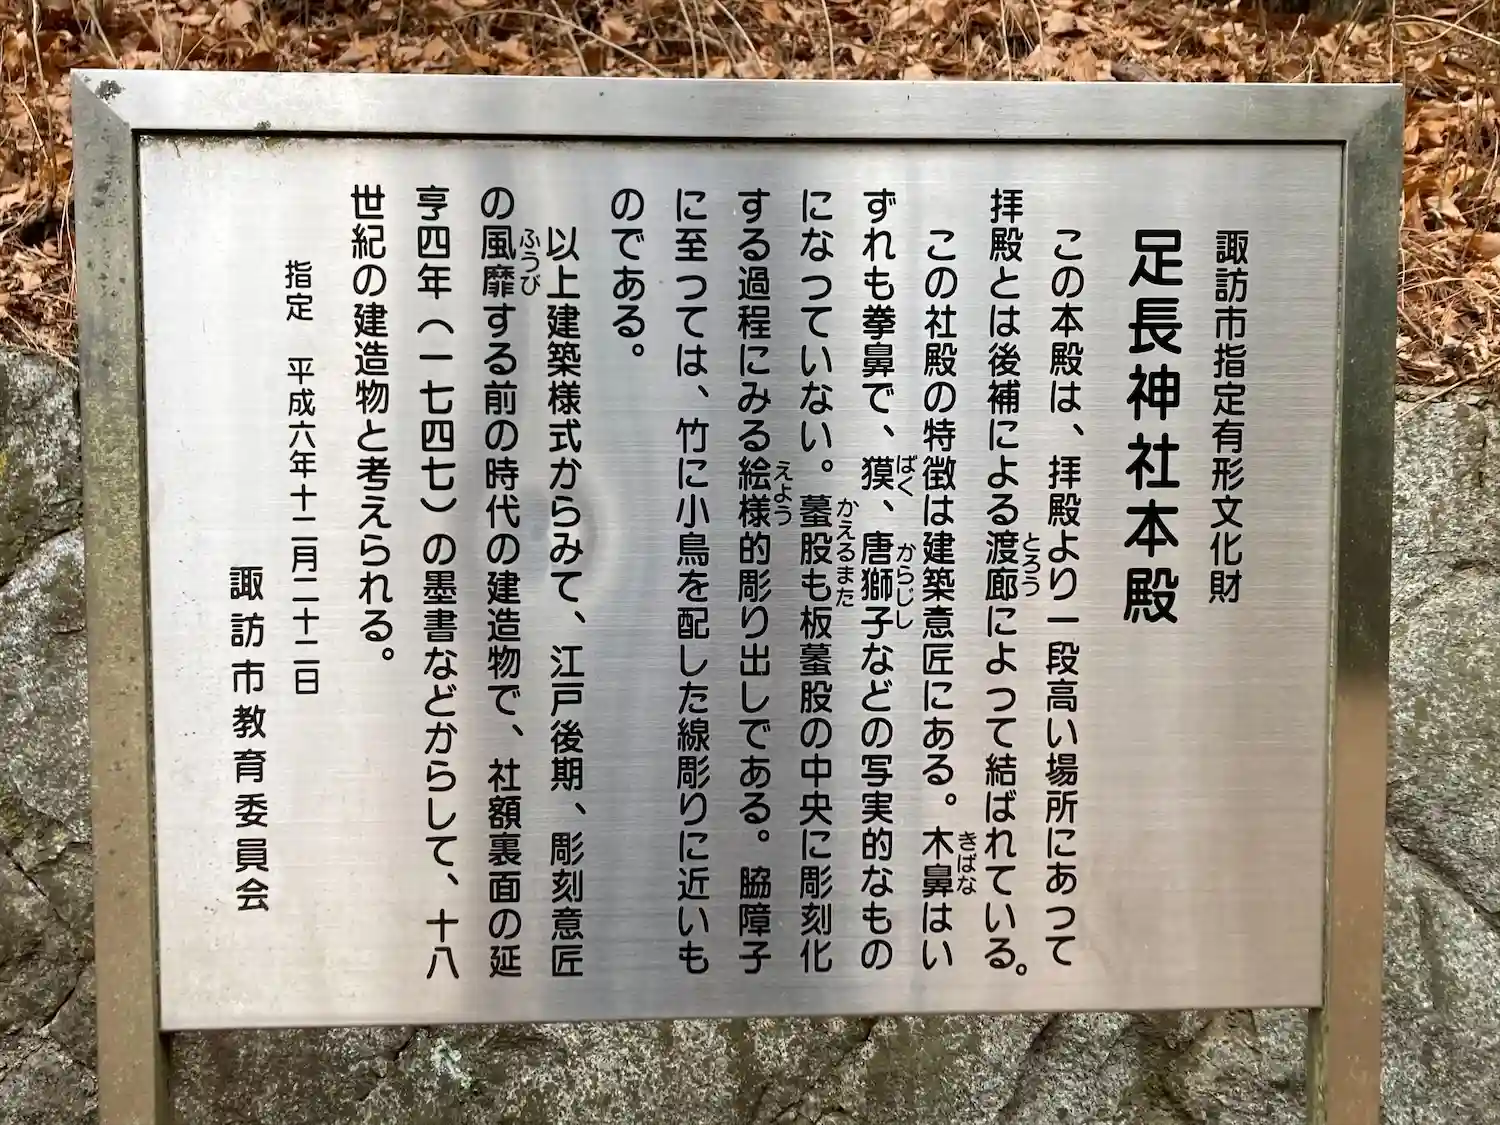 諏訪市指定有形文化財
足長神社本殿
この本殿は、拝殿より一段高い場所にあって
拝殿とは後補による渡廊によって結ばれている。
とろう
この社殿の特徴は建築意匠にある。木鼻はい
きばな
ずれも拳鼻で、獏、唐獅子などの写実的なもの
ばく からじし
になっていない。蟇股も板蟇股の中央に彫刻化
かえるまた
する過程にみる絵様的彫り出しである。脇障子
えよう
に至っては、竹に小鳥を配した線彫りに近いも
のである。
以上建築様式からみて、江戸後期、彫刻意匠
の風靡する前の時代の建造物で、社額裏面の延
ふうび
享四年（一七四七）の墨書などからして、十八
世紀の建造物と考えられる。
指定 平成六年十二月二十二日
諏訪市教育委員会